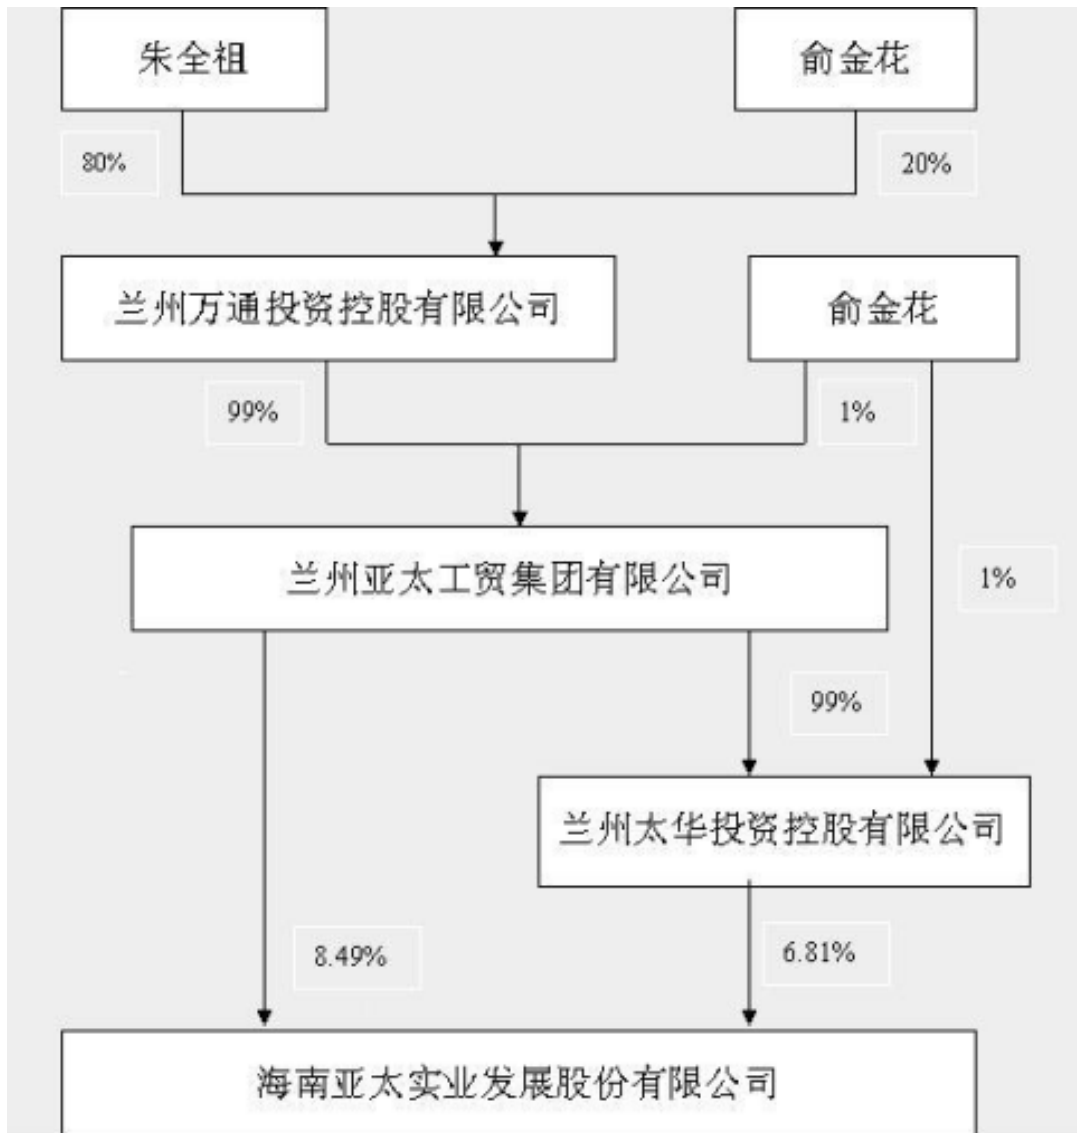 朱全祖
俞金花
80%
20%
兰州万通投资控股有限公司
俞金花
99%
1%
兰州亚太工贸集团有限公司
1%
99%
兰州太华投资控股有限公司
8.49%
6.81%
海南亚太实业发展股份有限公司